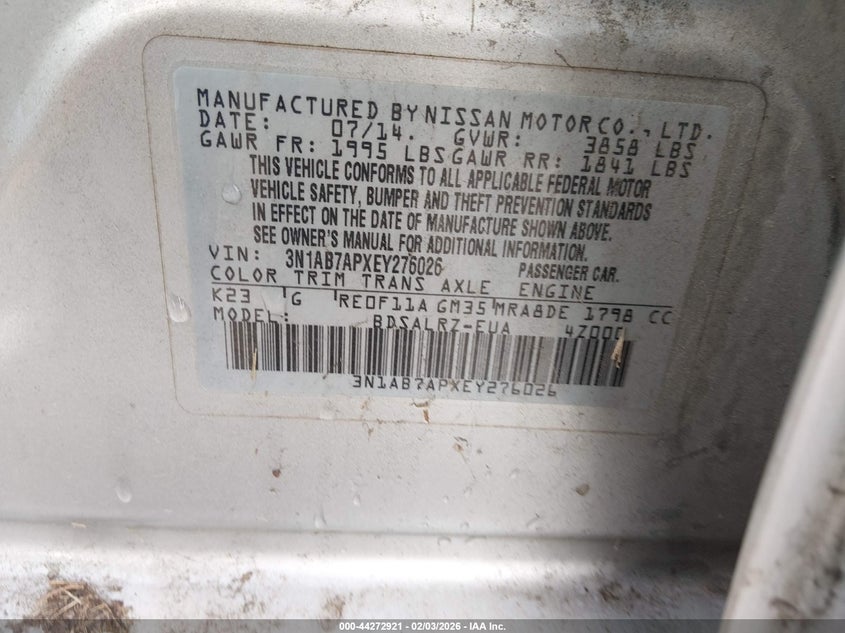 MANUFACTURED BY NISSAN MOTOR CO., LTD.
DATE: 07/14. GVWR: 3858 LBS
GAWR FR: 1995 LBS GAWR RR: 1841 LBS
THIS VEHICLE CONFORMS TO ALL APPLICABLE FEDERAL MOTOR
VEHICLE SAFETY, BUMPER AND THEFT PREVENTION STANDARDS
IN EFFECT ON THE DATE OF MANUFACTURE SHOWN ABOVE.
SEE OWNER'S MANUAL FOR ADDITIONAL INFORMATION.
VIN: 3N1AB7APXEY276026 PASSENGER CAR.
COLOR TRIM TRANS AXLE ENGINE
K23 G RE0F11A GM35 MRA8DE 1798 CC
MODEL: BDSALRZ-EUA
3N1AB7APXEY276026
000-44272921 | 02/03/2026 | IAA Inc.